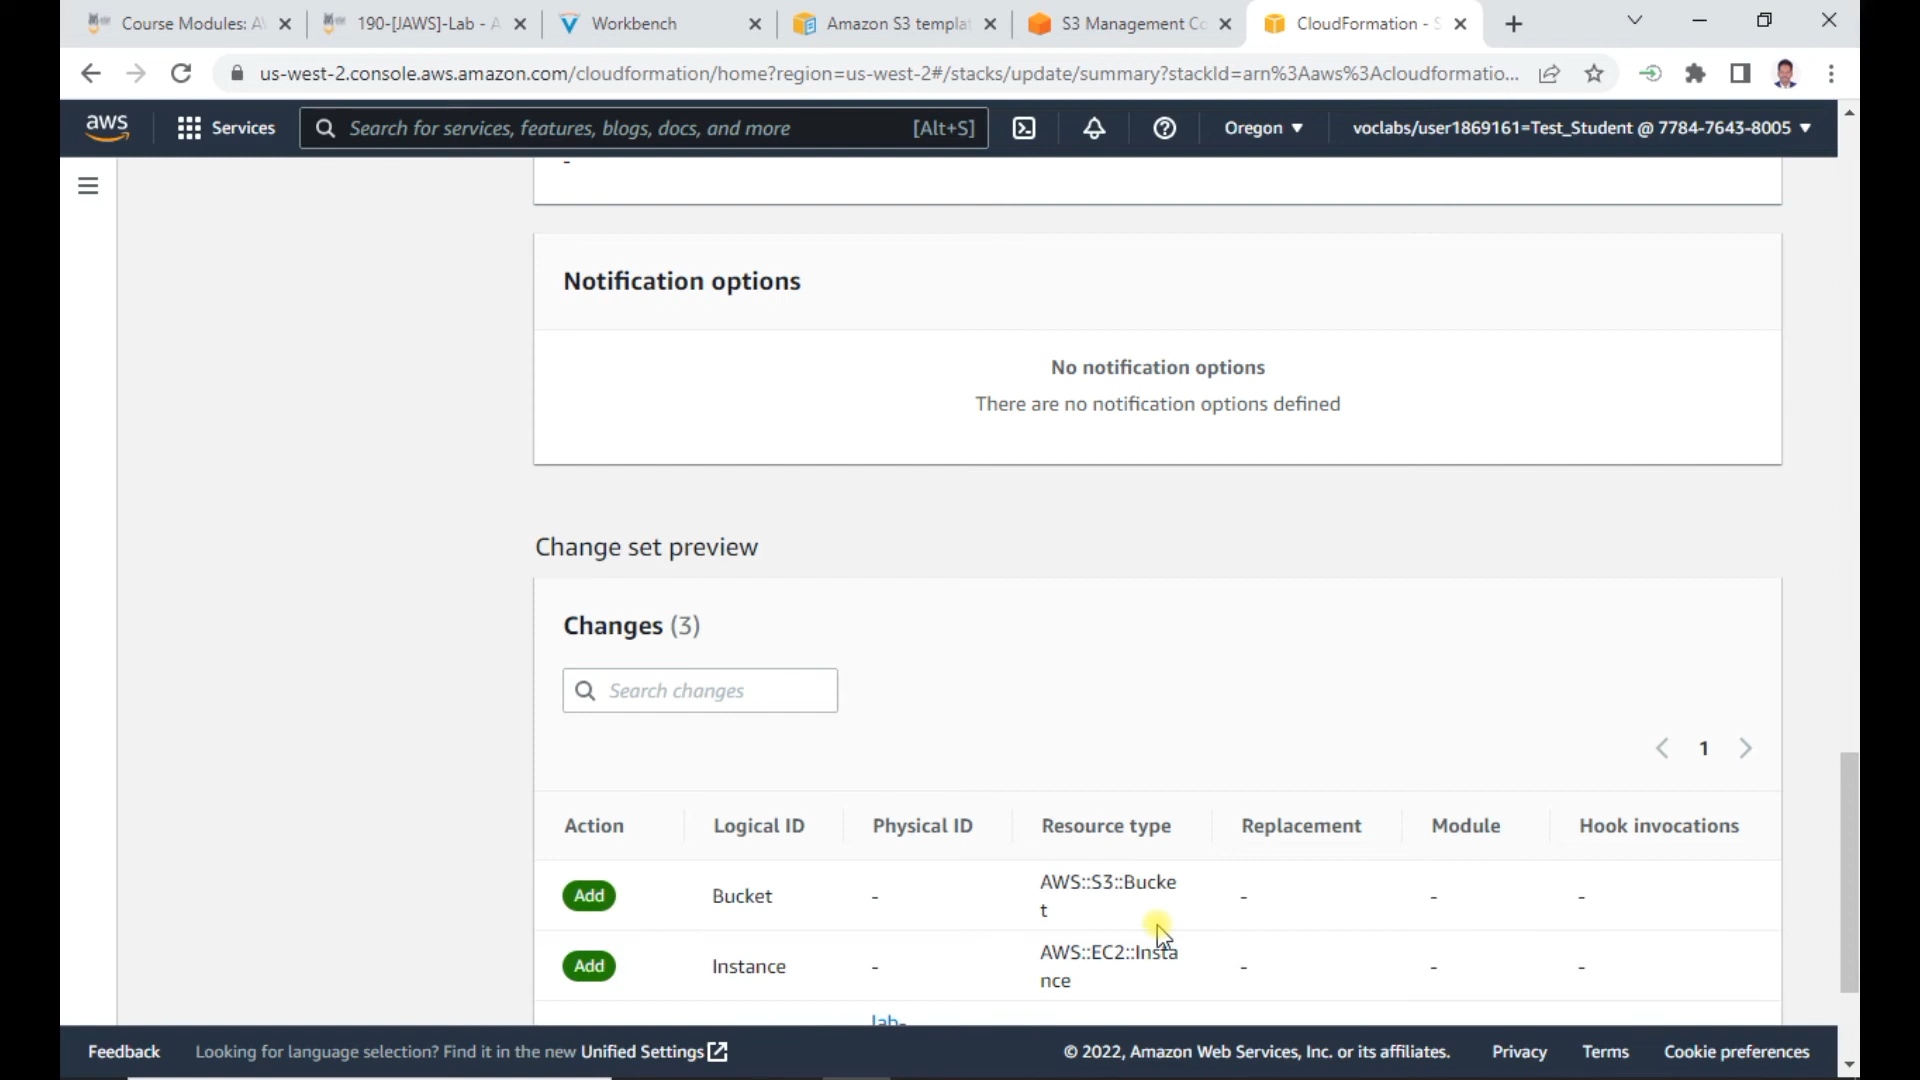 Course Modules: A
190-[JAWS]-Lab - A
Workbench
Amazon S3 templat
S3 Management Co
CloudFormation - S
us-west-2.console.aws.amazon.com/cloudformation/home?region=us-west-2#/stacks/update/summary?stackId=arn%3Aaws%3Acloudformatio...
aws
Services
Search for services, features, blogs, docs, and more
[Alt+S]
Oregon
voclabs/user1869161=Test_Student @ 7784-7643-8005
-
Notification options
No notification options
There are no notification options defined
Change set preview
Changes (3)
Search changes
1
Action Logical ID Physical ID Resource type Replacement Module Hook invocations
Add Bucket - AWS::S3::Bucke
t - - -
Add Instance - AWS::EC2::Insta
nce - - -
lab-
Feedback
Looking for language selection? Find it in the new Unified Settings
© 2022, Amazon Web Services, Inc. or its affiliates.
Privacy
Terms
Cookie preferences